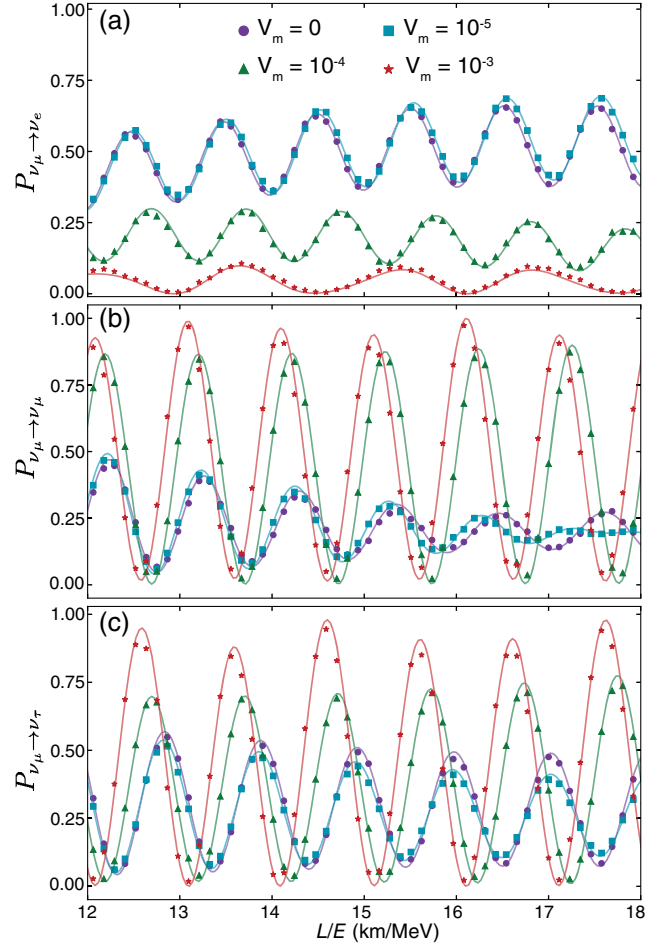 (a)
V_m = 0
V_m = 10^-5
V_m = 10^-4
V_m = 10^-3
1.00
0.75
0.50
0.25
0.00
P_{ν_μ→ν_e}
(b)
1.00
0.75
0.50
0.25
0.00
P_{ν_μ→ν_μ}
(c)
1.00
0.75
0.50
0.25
0.00
P_{ν_μ→ν_τ}
12 13 14 15 16 17 18
L/E (km/MeV)